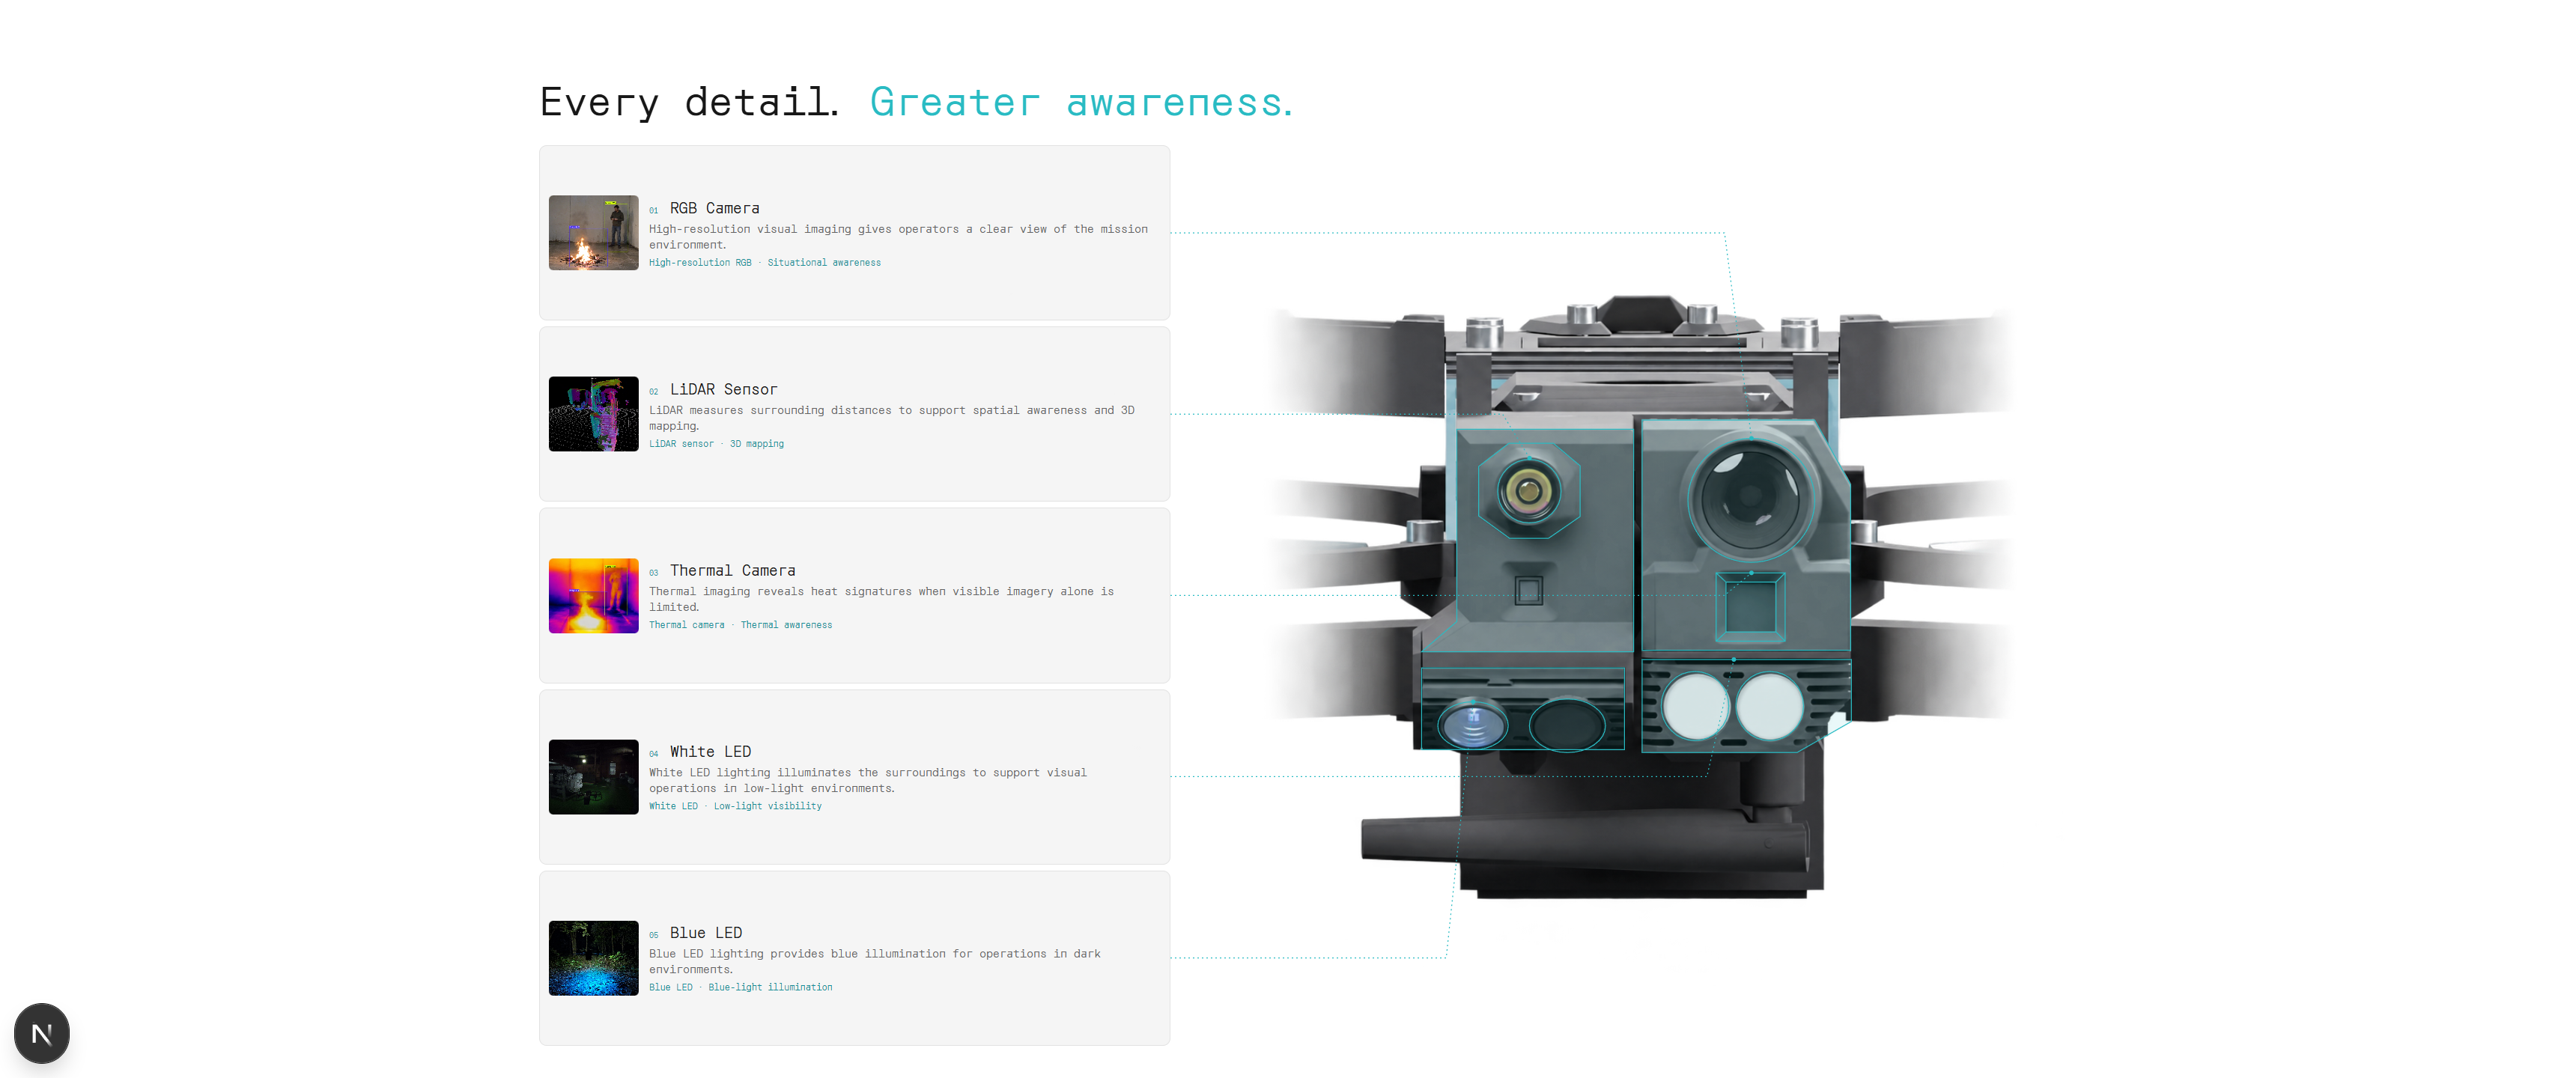 Every detail. Greater awareness.
01 RGB Camera
High-resolution visual imaging gives operators a clear view of the mission
environment.
High-resolution RGB · Situational awareness
02 LiDAR Sensor
LiDAR measures surrounding distances to support spatial awareness and 3D
mapping.
LiDAR sensor · 3D mapping
03 Thermal Camera
Thermal imaging reveals heat signatures when visible imagery alone is
limited.
Thermal camera · Thermal awareness
04 White LED
White LED lighting illuminates the surroundings to support visual
operations in low-light environments.
White LED · Low-light visibility
05 Blue LED
Blue LED lighting provides blue illumination for operations in dark
environments.
Blue LED · Blue-light illumination
N